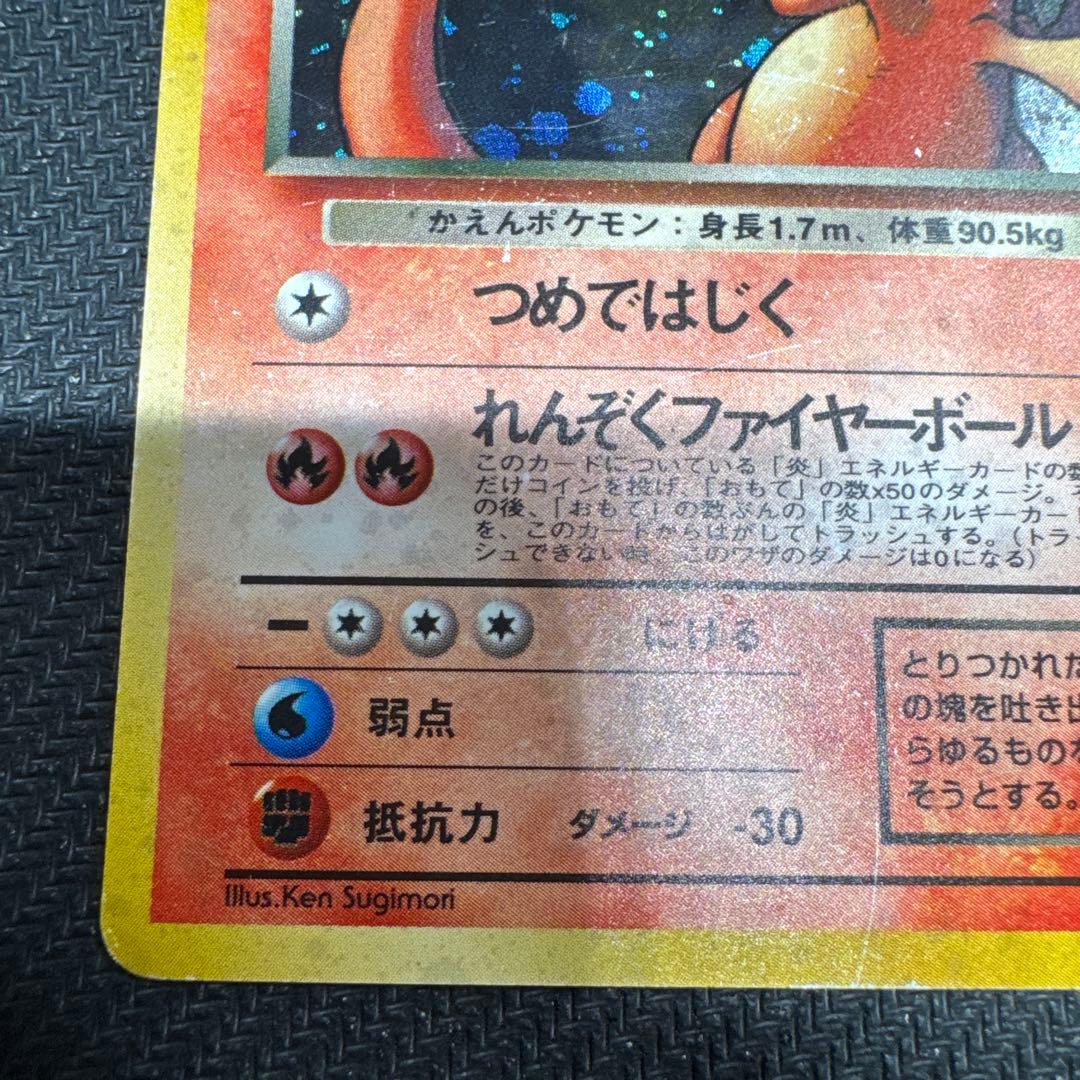 かえんポケモン：身長1.7m、体重90.5kg
つめではじく
れんぞくファイヤーボール
このカードについている「炎」エネルギーカードの数
だけコインを投げ、「おもて」の数x50のダメージ。そ
の後、「おもて」の数ぶんの「炎」エネルギーカード
を、このカードからはがしてトラッシュする。（トラッ
シュできない時、このワザのダメージは0になる）
にげる
弱点
抵抗力 ダメージ -30
とりつかれた
の塊を吐き出
らゆるものを
そうとする。
Illus.Ken Sugimori